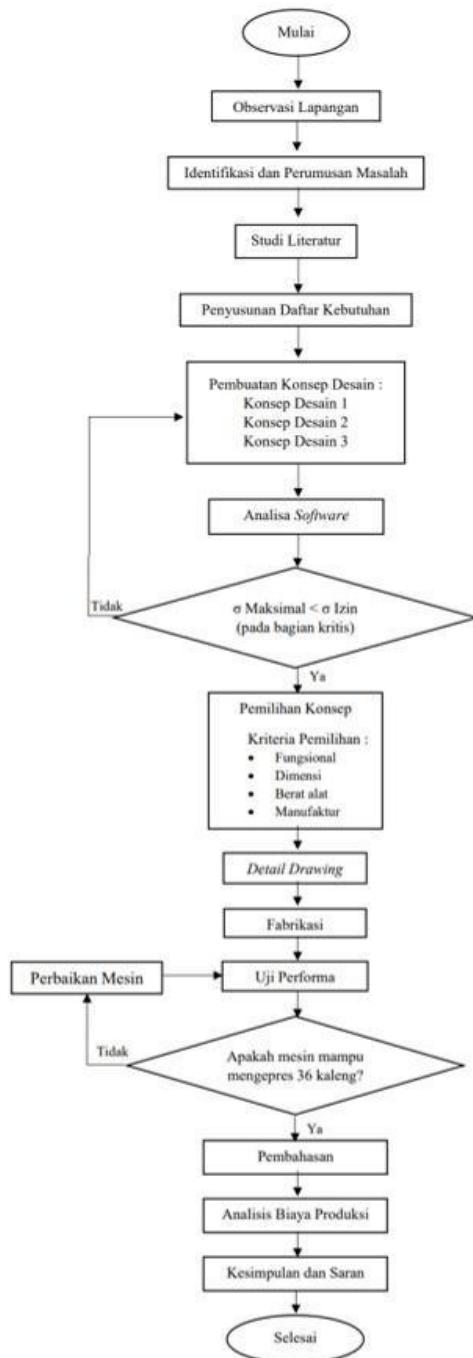 Mulai
Observasi Lapangan
Identifikasi dan Perumusan Masalah
Studi Literatur
Penyusunan Daftar Kebutuhan
Pembuatan Konsep Desain :
Konsep Desain 1
Konsep Desain 2
Konsep Desain 3
Analisa Software
Tidak
σ Maksimal < σ Izin
(pada bagian kritis)
Ya
Pemilihan Konsep
Kriteria Pemilihan :
• Fungsional
• Dimensi
• Berat alat
• Manufaktur
Detail Drawing
Fabrikasi
Perbaikan Mesin
Uji Performa
Tidak
Apakah mesin mampu
mengepres 36 kaleng?
Ya
Pembahasan
Analisis Biaya Produksi
Kesimpulan dan Saran
Selesai